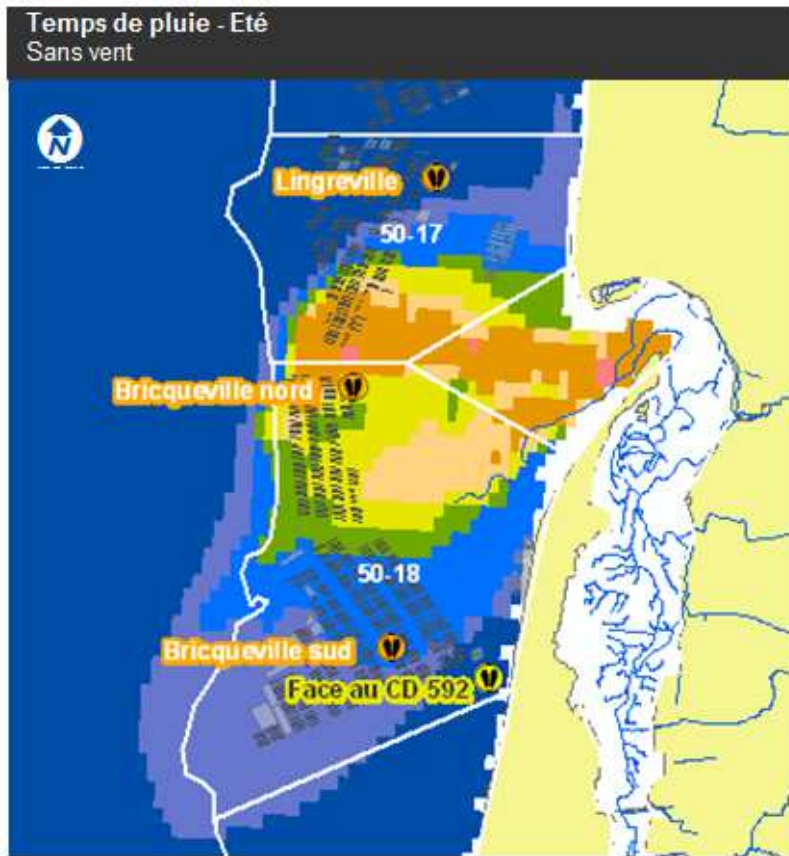 Temps de pluie - Eté
Sans vent
N
Lingreville
50-17
Bricqueville nord
50-18
Bricqueville sud
Face au CD 592